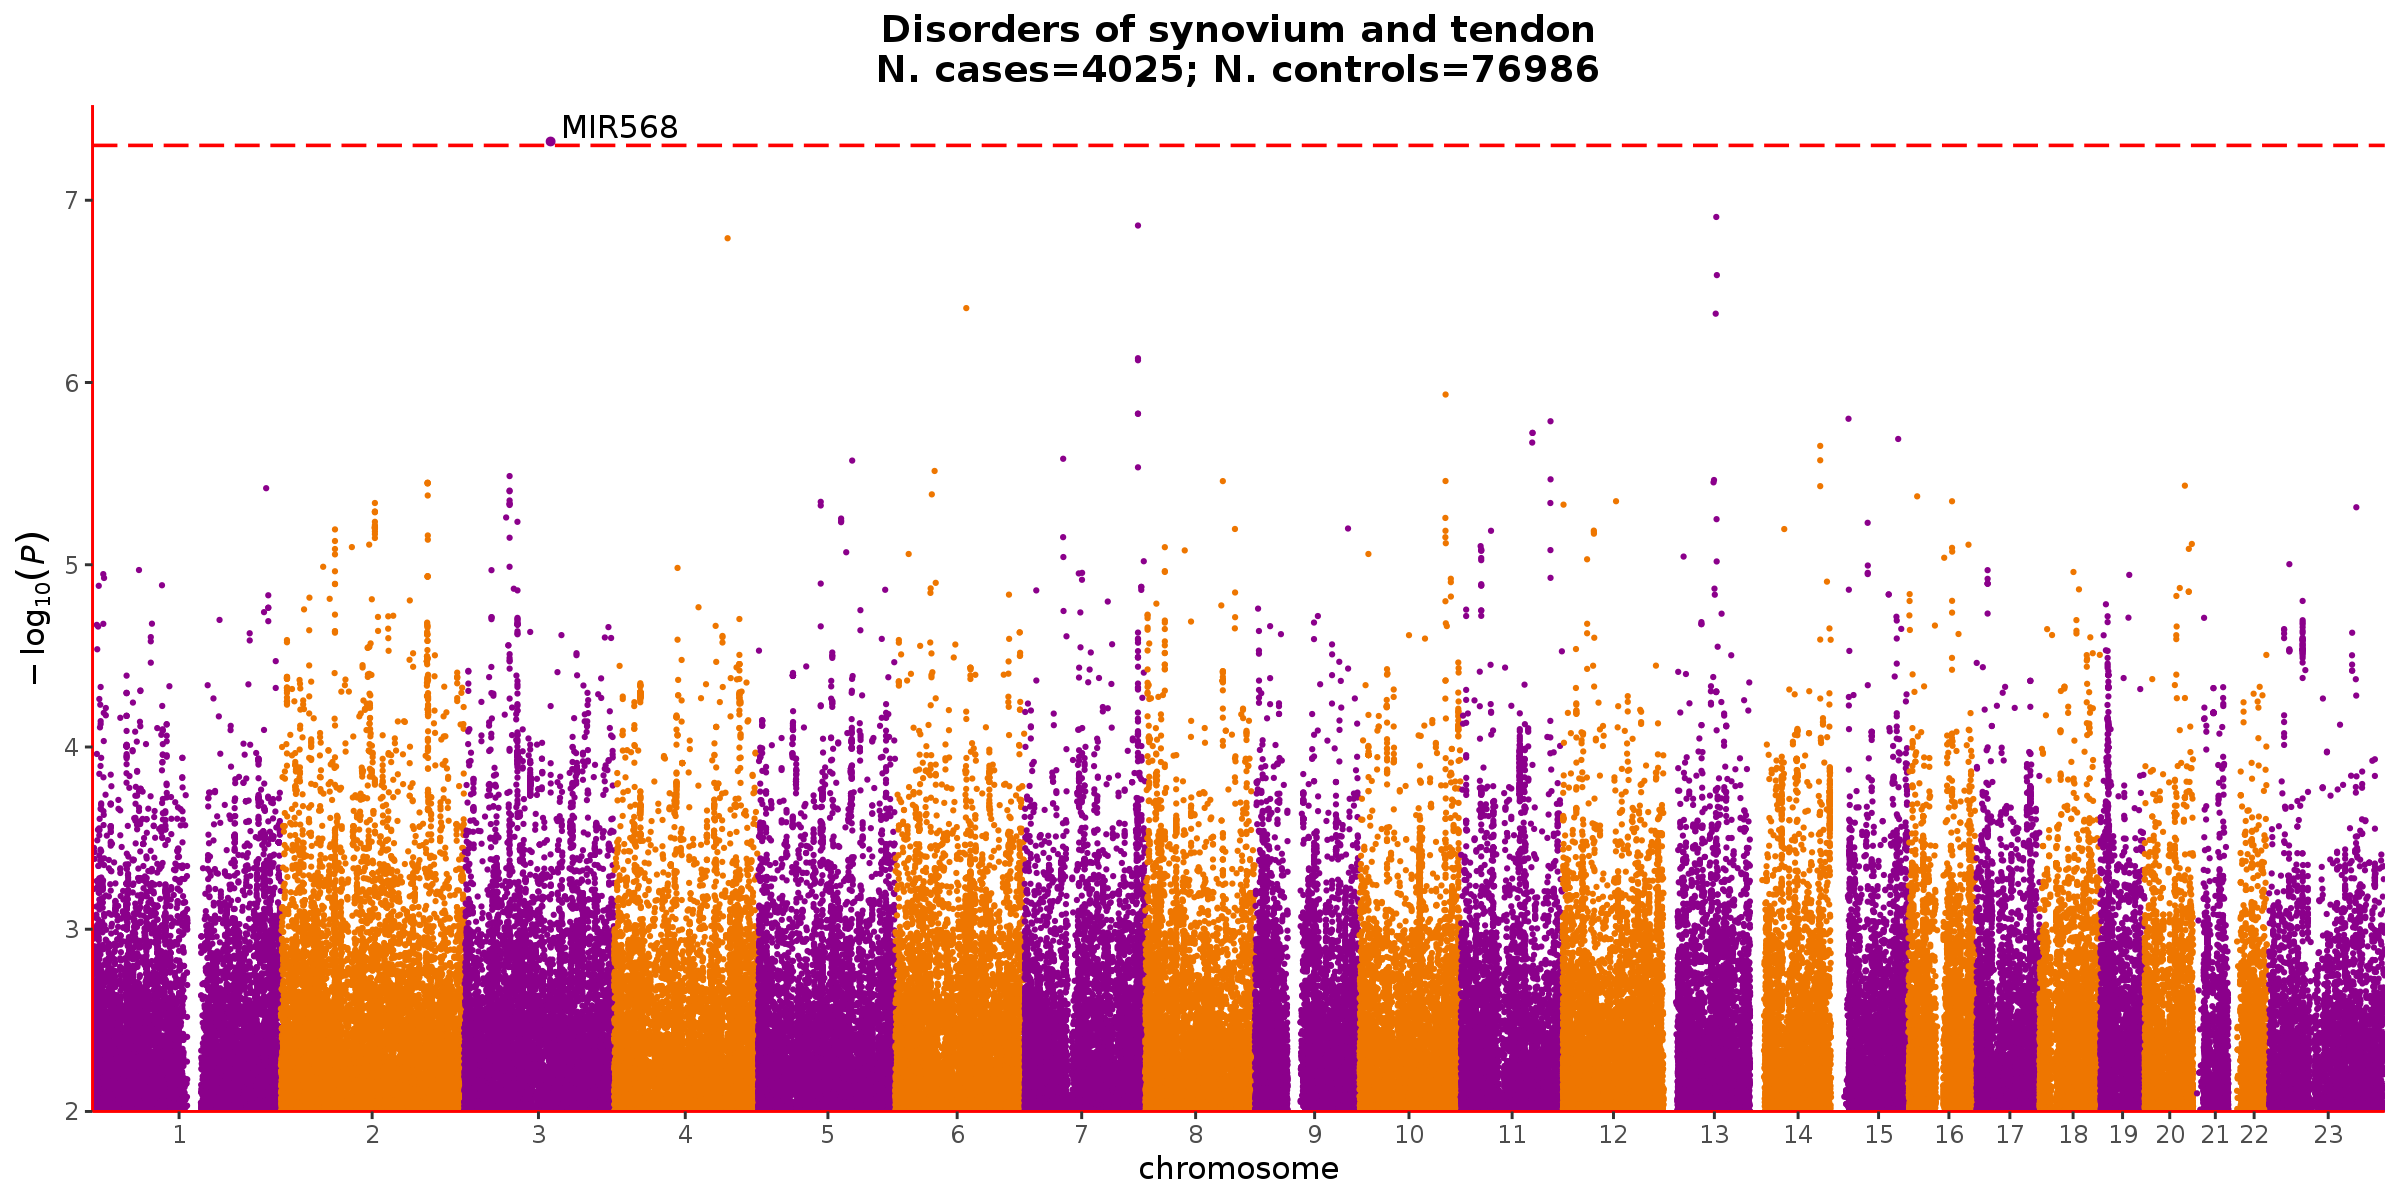 Disorders of synovium and tendon
N. cases=4025; N. controls=76986
MIR568
7
6
5
4
3
2
−log10(P)
1 2 3 4 5 6 7 8 9 10 11 12 13 14 15 16 17 18 19 20 21 22 23
chromosome